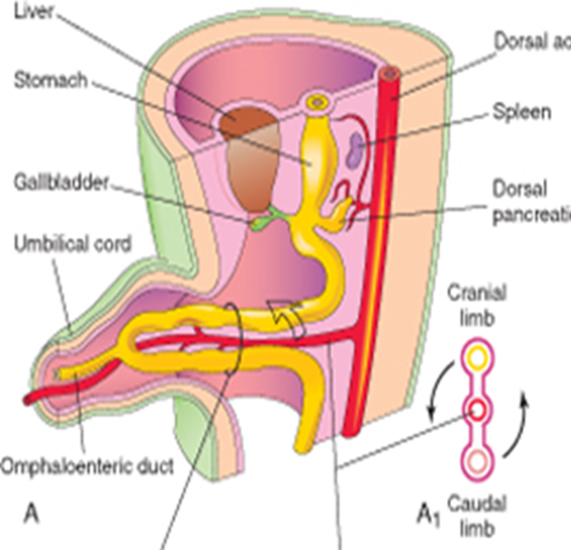 Liver
Dorsal ao
Stomach
Spleen
Gallbladder
Dorsal
pancreati
Umbilical cord
Cranial
limb
Omphaloenteric duct
A
A1
Caudal
limb